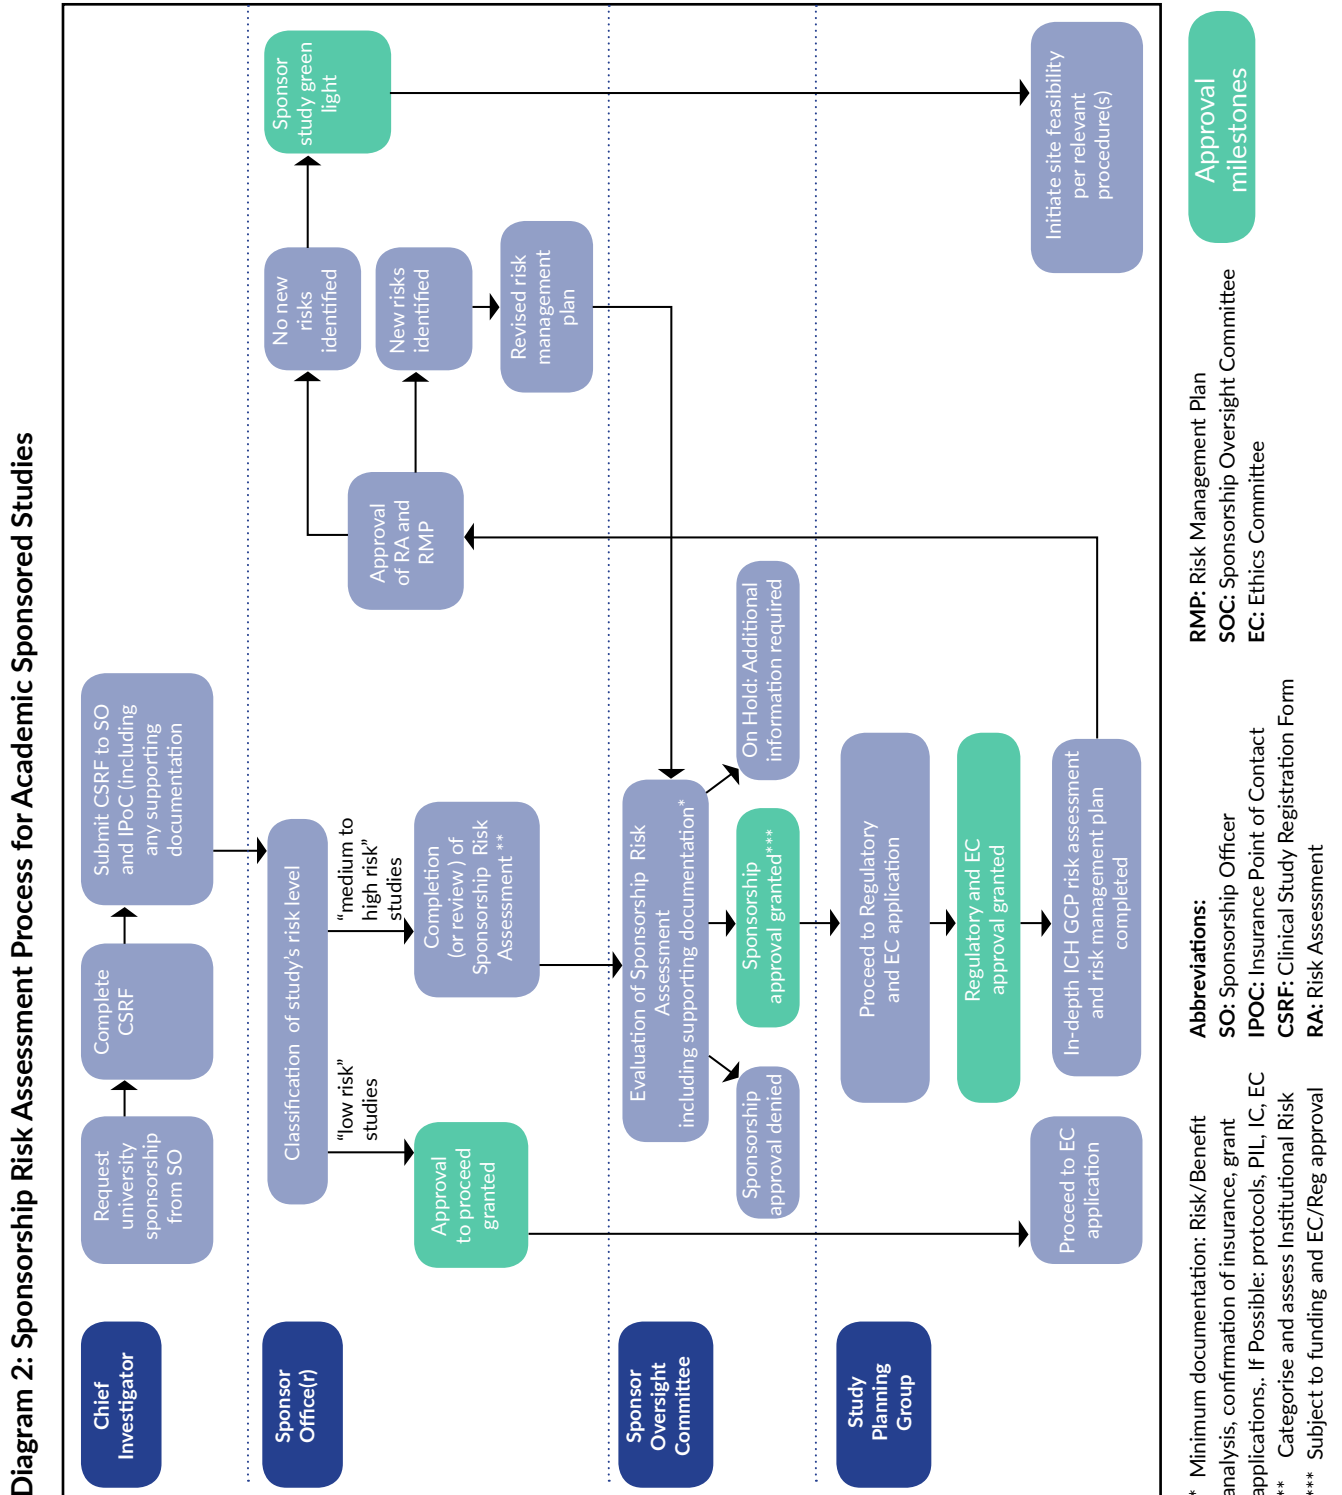 Diagram 2: Sponsorship Risk Assessment Process for Academic Sponsored Studies
Chief
Investigator
Request
university
sponsorship
from SO
Complete
CSRF
Submit CSRF to SO
and IPoC (including
any supporting
documentation
Sponsor
Office(r)
Classification of study's risk level
"low risk"
studies
"medium to
high risk"
studies
Approval
to proceed
granted
Completion
(or review ) of
Sponsorship Risk
Assessment **
Approval
of RA and
RMP
No new
risks
identified
New risks
identified
Revised risk
management
plan
Sponsor
study green
light
Sponsor
Oversight
Committee
Evaluation of Sponsorship Risk
Assessment
including supporting documentation*
Sponsorship
approval denied
Sponsorship
approval granted***
On Hold: Additional
information required
Study
Planning
Group
Proceed to Regulatory
and EC application
Regulatory and EC
approval granted
In-depth ICH GCP risk assessment
and risk management plan
completed
Proceed to EC
application
Initiate site feasibility
per relevant
procedure(s)
* Minimum documentation: Risk/Benefit
analysis, confirmation of insurance, grant
applications,. If Possible: protocols, PIL, IC, EC
** Categorise and assess Institutional Risk
*** Subject to funding and EC/Reg approval
Abbreviations:
SO: Sponsorship Officer
IPOC: Insurance Point of Contact
CSRF: Clinical Study Registration Form
RA: Risk Assesment
RMP: Risk Management Plan
SOC: Sponsorship Oversight Committee
EC: Ethics Committee
Approval
milestones